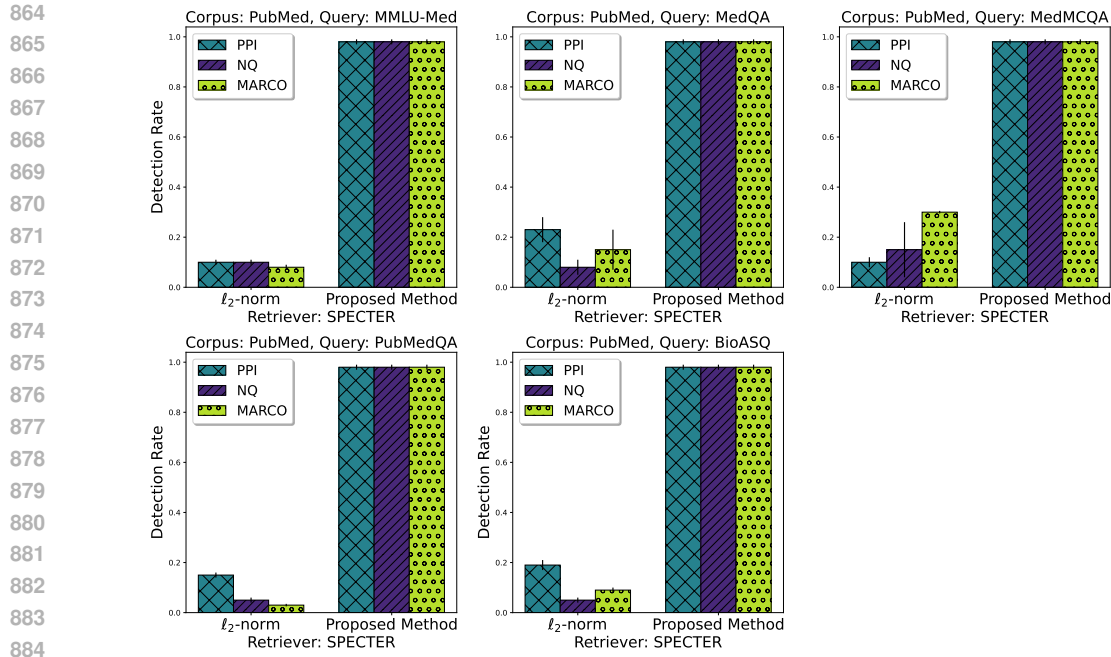 864
865
866
867
868
869
870
871
872
873
874
875
876
877
878
879
880
881
882
883
884
Corpus: PubMed, Query: MMLU-Med
PPI
NQ
MARCO
Detection Rate
1.0
0.8
0.6
0.4
0.2
0.0
ℓ₂-norm Proposed Method
Retriever: SPECTER
Corpus: PubMed, Query: MedQA
PPI
NQ
MARCO
1.0
0.8
0.6
0.4
0.2
0.0
ℓ₂-norm Proposed Method
Retriever: SPECTER
Corpus: PubMed, Query: MedMCQA
PPI
NQ
MARCO
1.0
0.8
0.6
0.4
0.2
0.0
ℓ₂-norm Proposed Method
Retriever: SPECTER
Corpus: PubMed, Query: PubMedQA
PPI
NQ
MARCO
Detection Rate
1.0
0.8
0.6
0.4
0.2
0.0
ℓ₂-norm Proposed Method
Retriever: SPECTER
Corpus: PubMed, Query: BioASQ
PPI
NQ
MARCO
Detection Rate
1.0
0.8
0.6
0.4
0.2
0.0
ℓ₂-norm Proposed Method
Retriever: SPECTER